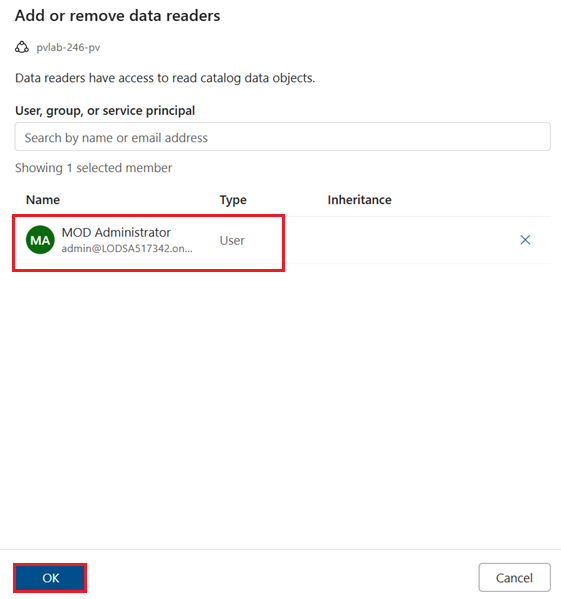 Add or remove data readers
pvlab-246-pv
Data readers have access to read catalog data objects.
User, group, or service principal
Search by name or email address
Showing 1 selected member
Name Type Inheritance
MA MOD Administrator User
admin@LODSA517342.on...
OK Cancel